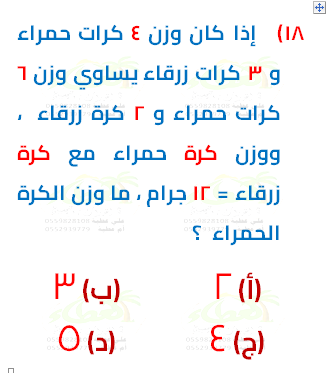 ١٨) إذا كان وزن ٤ كرات حمراء
و ٣ كرات زرقاء يساوي وزن ٦
كرات حمراء و ٢ كرة زرقاء ،
ووزن كرة حمراء مع كرة
زرقاء = ١٢ جرام ، ما وزن الكرة
الحمراء ؟
(أ) ٢ (ب) ٣
(ج) ٤ (د) ٥